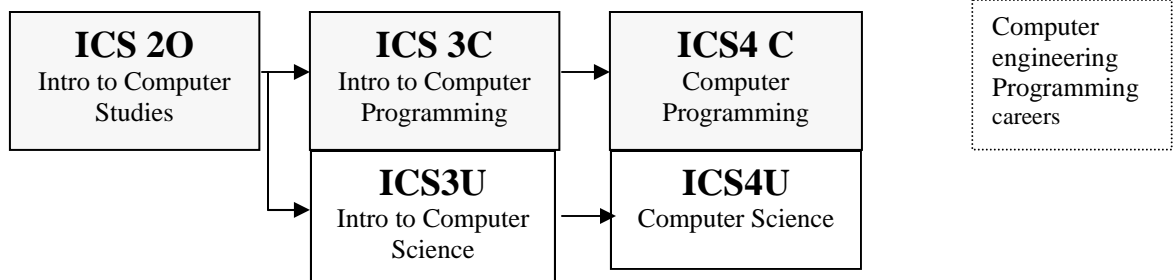 ICS 2O
Intro to Computer
Studies
ICS 3C
Intro to Computer
Programming
ICS4 C
Computer
Programming
Computer
engineering
Programming
careers
ICS3U
Intro to Computer
Science
ICS4U
Computer Science